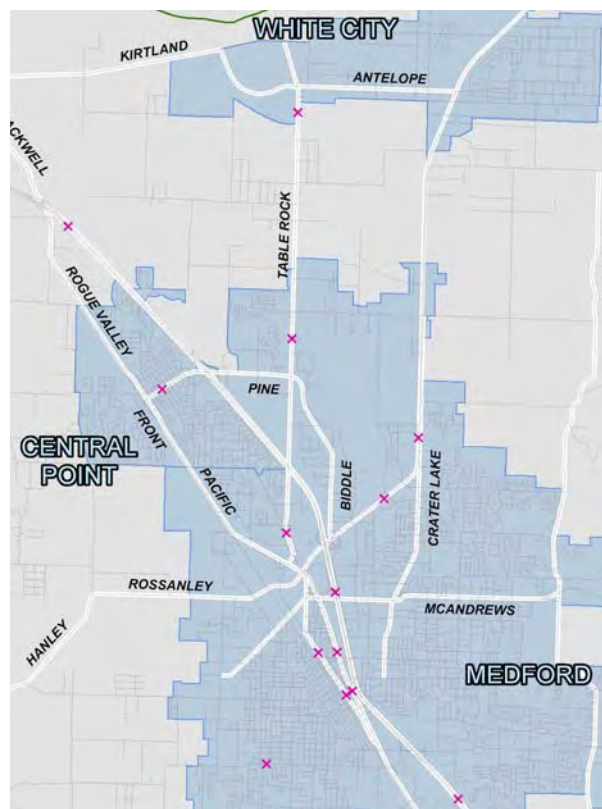 WHITE CITY
KIRTLAND
ANTELOPE
ACKWELL
TABLE ROCK
ROGUE VALLEY
PINE
FRONT
CENTRAL
POINT
PACIFIC
BIDDLE
CRATER LAKE
ROSSANLEY
MCANDREWS
HANLEY
MEDFORD